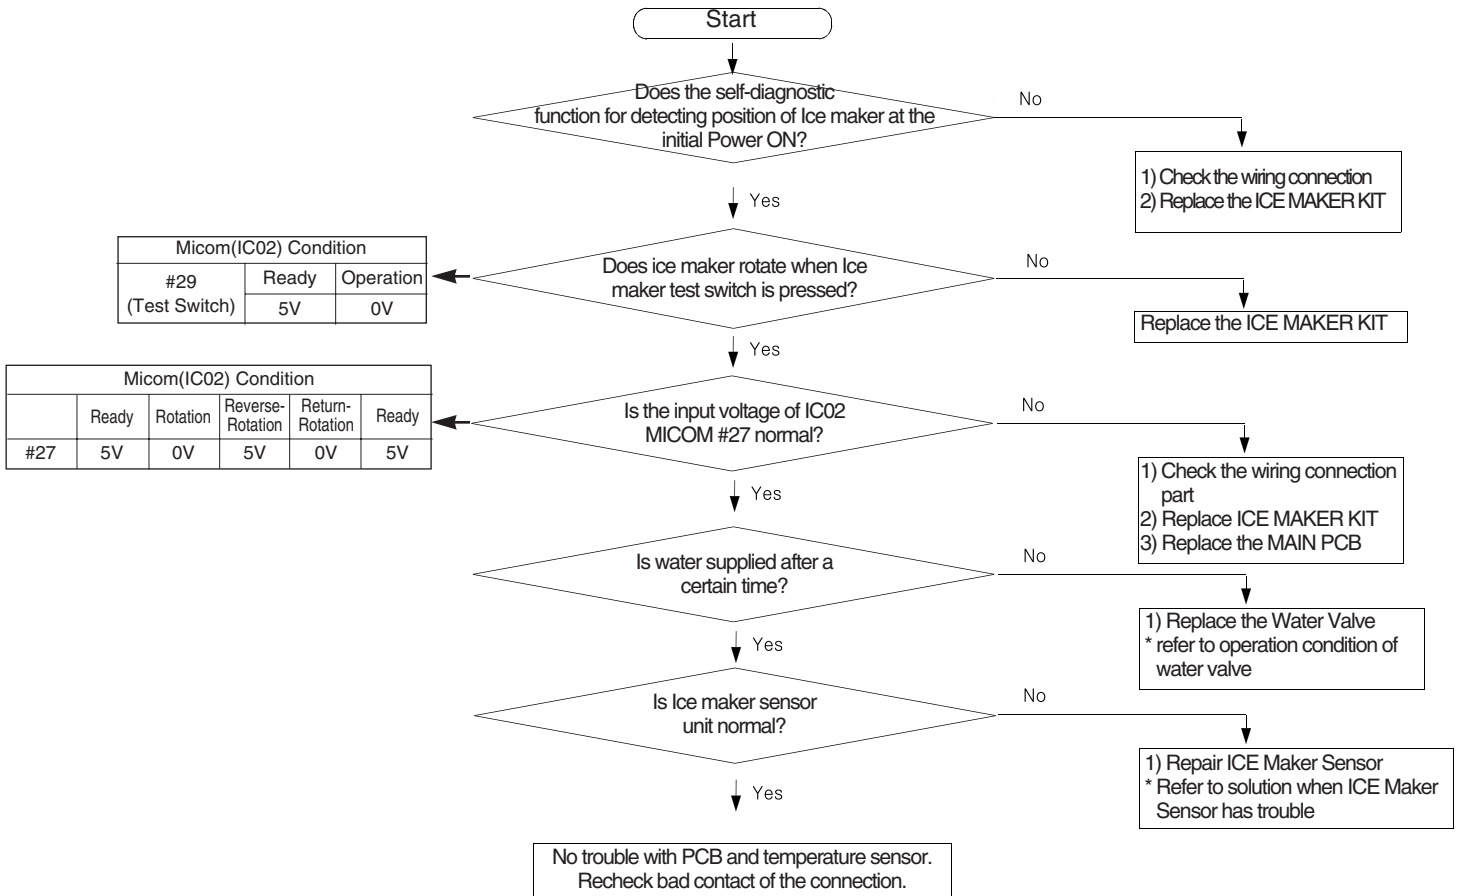 Start
Does the self-diagnostic
function for detecting position of Ice maker at the
initial Power ON?
No
1) Check the wiring connection
2) Replace the ICE MAKER KIT
Yes
Micom(IC02) Condition
#29
(Test Switch)
Ready
Operation
5V
0V
Does ice maker rotate when Ice
maker test switch is pressed?
No
Replace the ICE MAKER KIT
Yes
Micom(IC02) Condition
Ready
Rotation
Reverse-
Rotation
Return-
Rotation
Ready
#27
5V
0V
5V
0V
5V
Is the input voltage of IC02
MICOM #27 normal?
No
1) Check the wiring connection
part
2) Replace ICE MAKER KIT
3) Replace the MAIN PCB
Yes
Is water supplied after a
certain time?
No
1) Replace the Water Valve
* refer to operation condition of
water valve
Yes
Is Ice maker sensor
unit normal?
No
1) Repair ICE Maker Sensor
* Refer to solution when ICE Maker
Sensor has trouble
Yes
No trouble with PCB and temperature sensor.
Recheck bad contact of the connection.